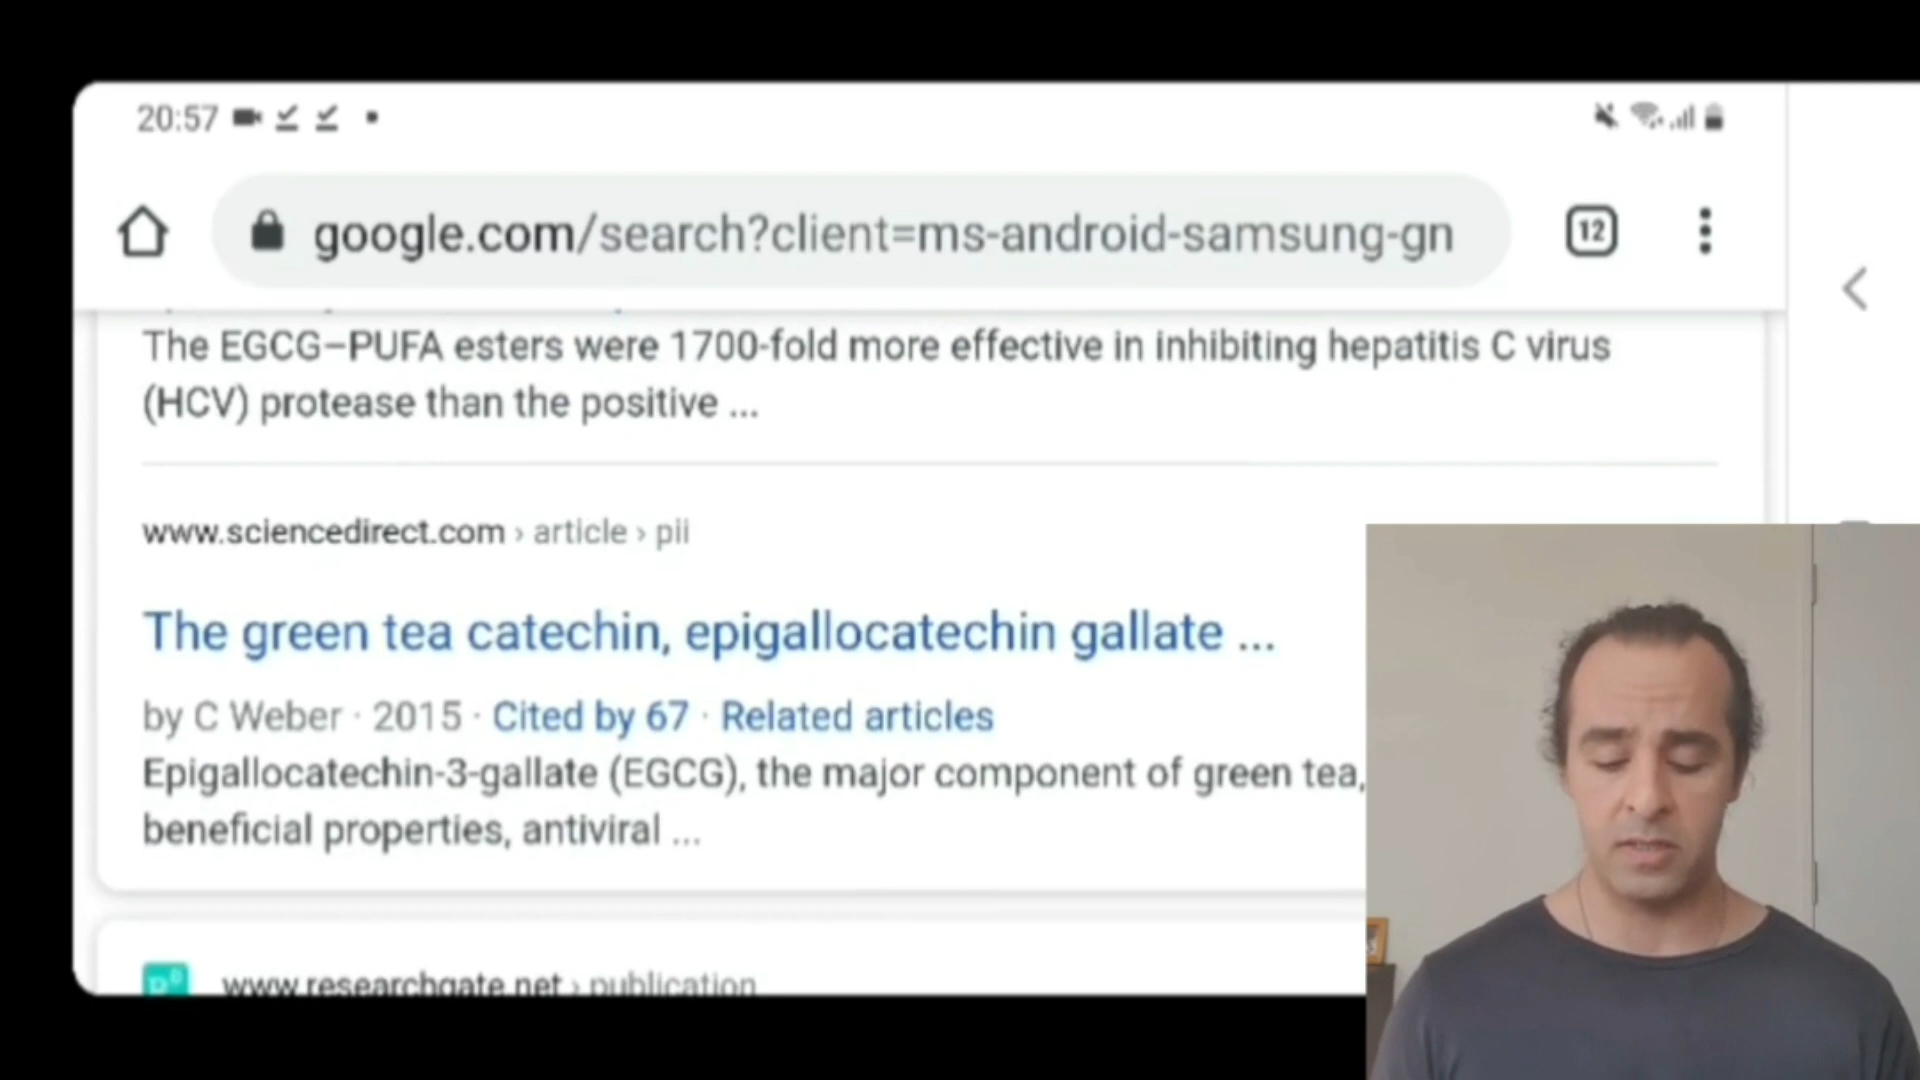 20:57
google.com/search?client=ms-android-samsung-gn
12
The EGCG–PUFA esters were 1700-fold more effective in inhibiting hepatitis C virus
(HCV) protease than the positive ...
www.sciencedirect.com › article › pii
The green tea catechin, epigallocatechin gallate ...
by C Weber · 2015 · Cited by 67 · Related articles
Epigallocatechin-3-gallate (EGCG), the major component of green tea,
beneficial properties, antiviral ...
www.researchgate.net › publication